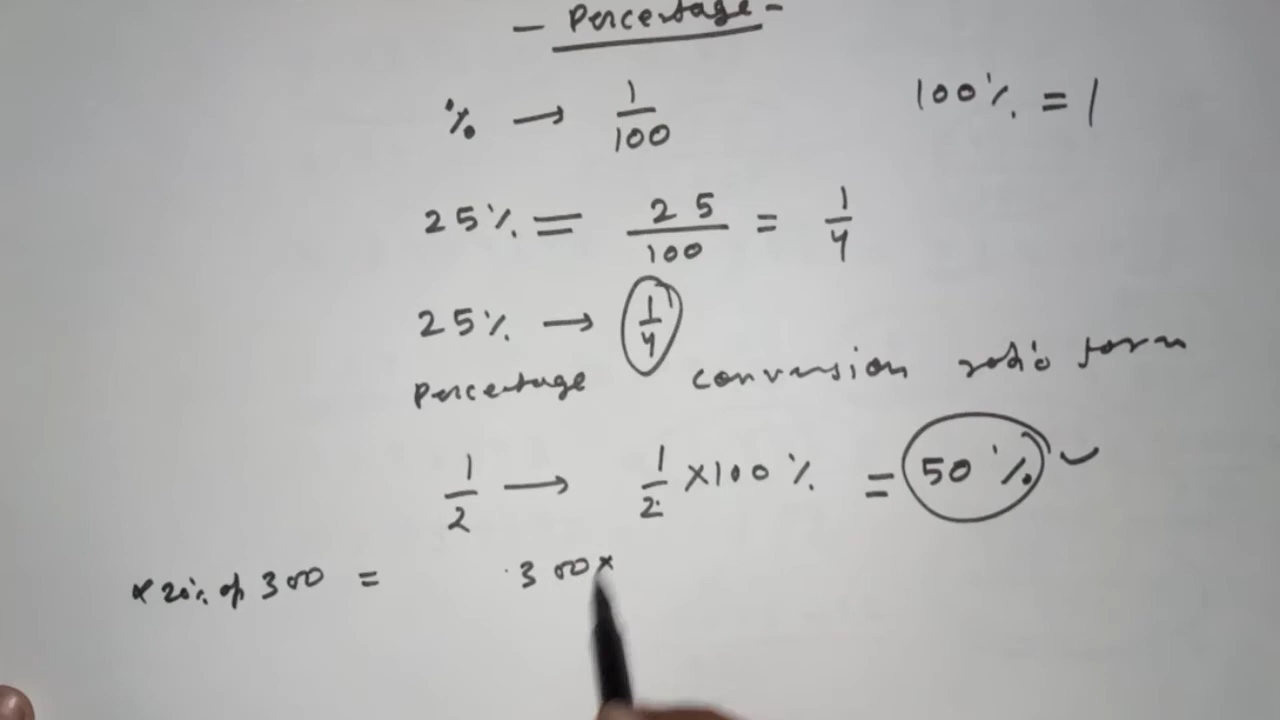 - Percentage -
% → 1/100 100% = 1
25% = 25/100 = 1/4
25% → 1/4
Percentage conversion ratio form
1/2 → 1/2 ×100% = 50%
20% of 300 = 300×